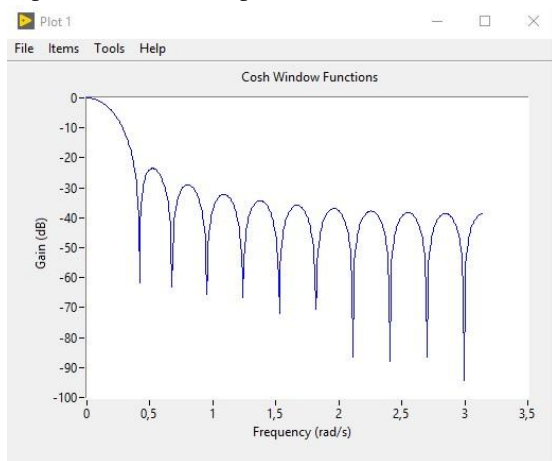 Plot 1
File Items Tools Help
Cosh Window Functions
Gain (dB)
0
-10
-20
-30
-40
-50
-60
-70
-80
-90
-100
0 0,5 1 1,5 2 2,5 3 3,5
Frequency (rad/s)